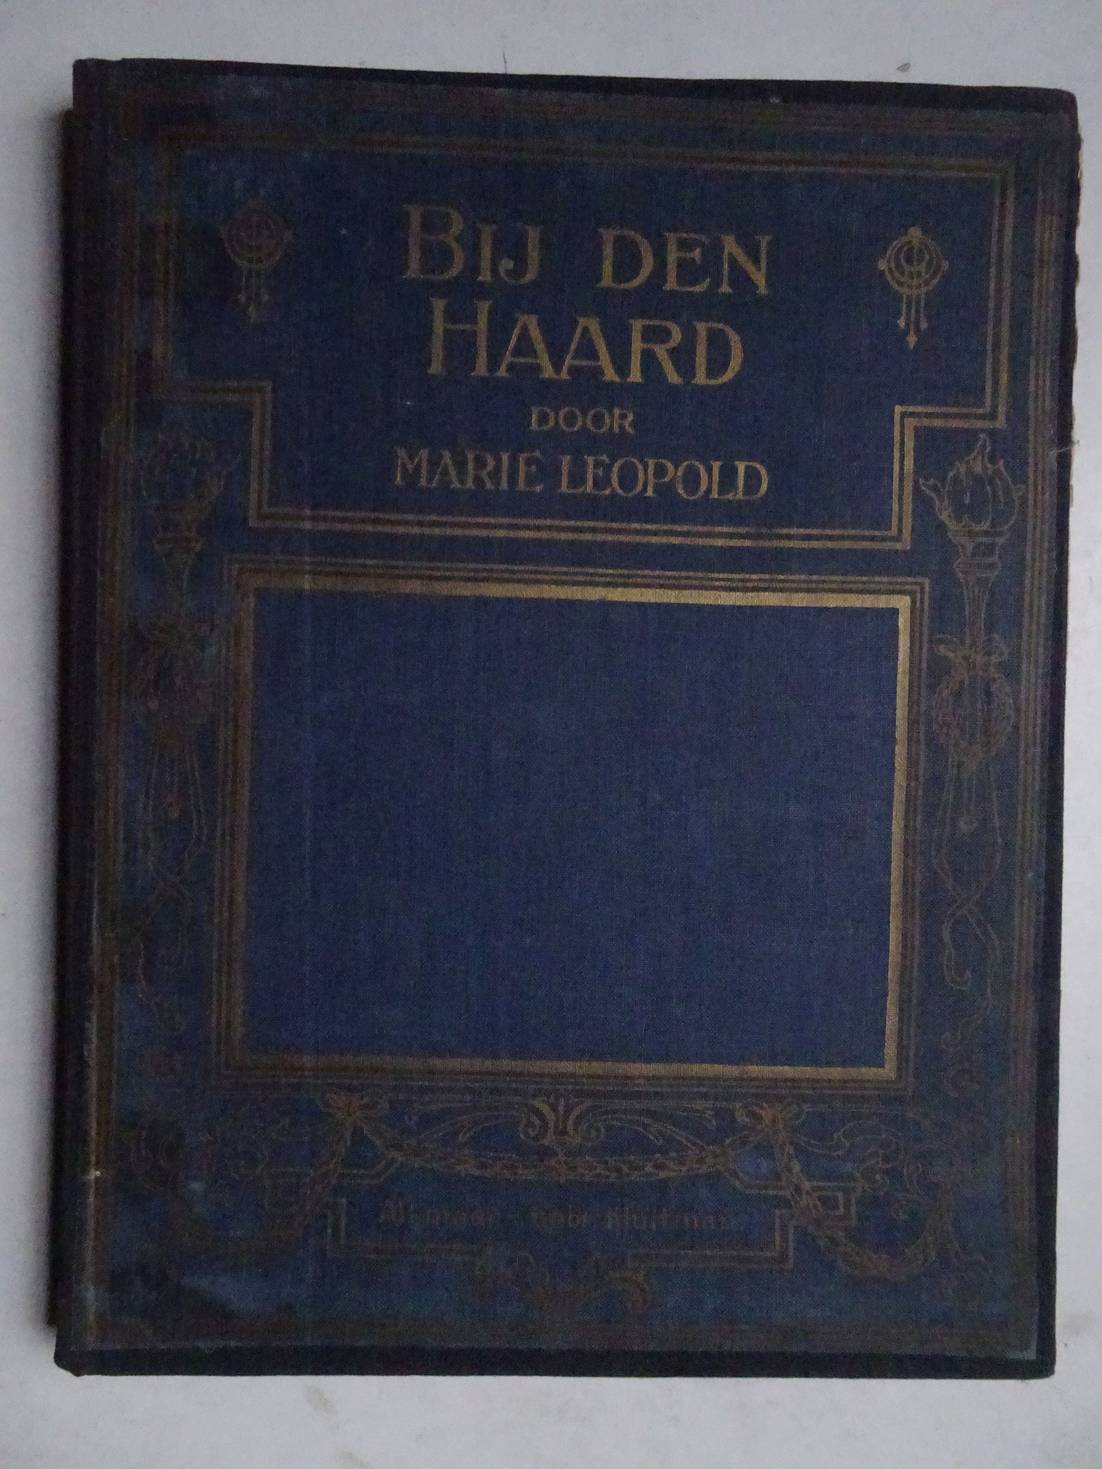 BIJ DEN
HAARD
DOOR
MARIE LEOPOLD
Alkmaar - Gebr. Kluitman.